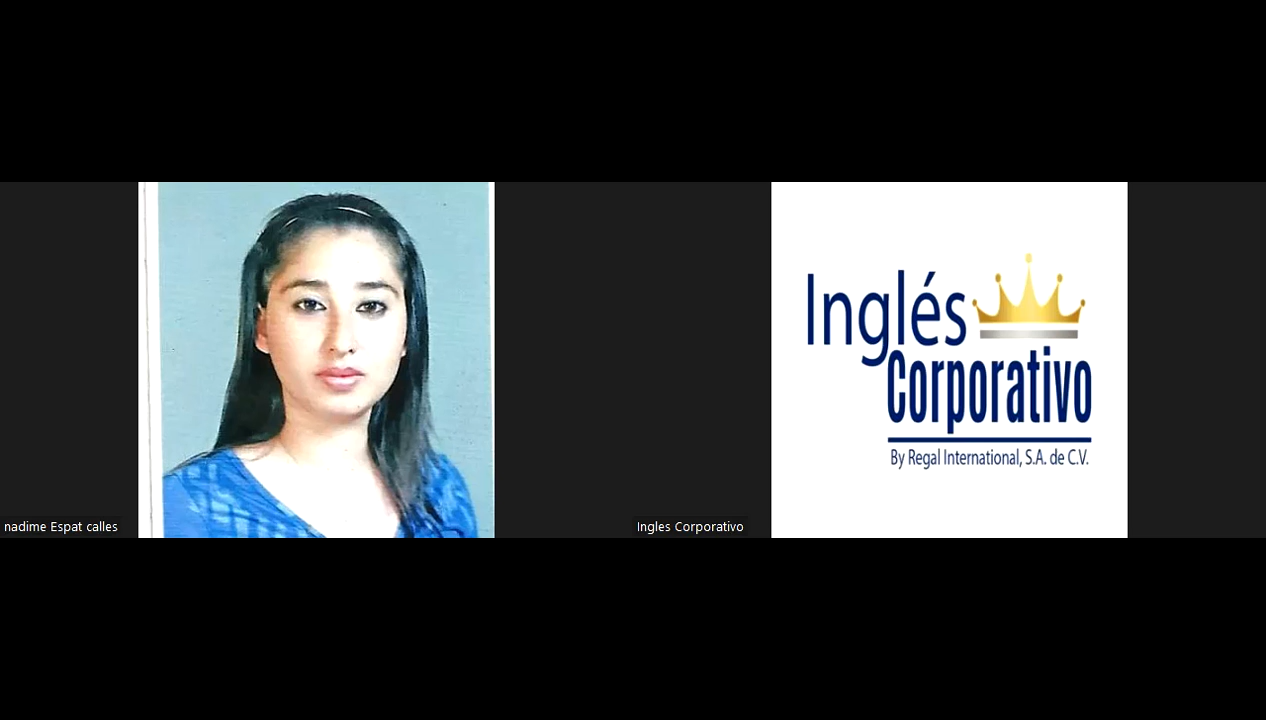 nadime Espat calles
Inglés
Corporativo
By Regal International, S.A. de C.V.
Ingles Corporativo